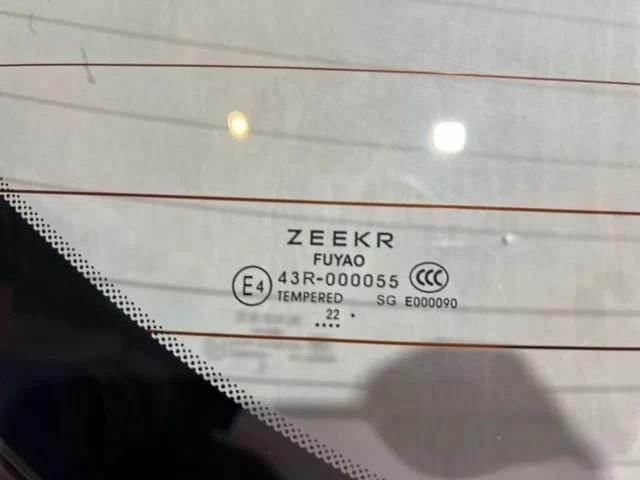 ZEEKR
FUYAO
E4 43R-000055 CCC
TEMPERED SG E000090
22 •
••••